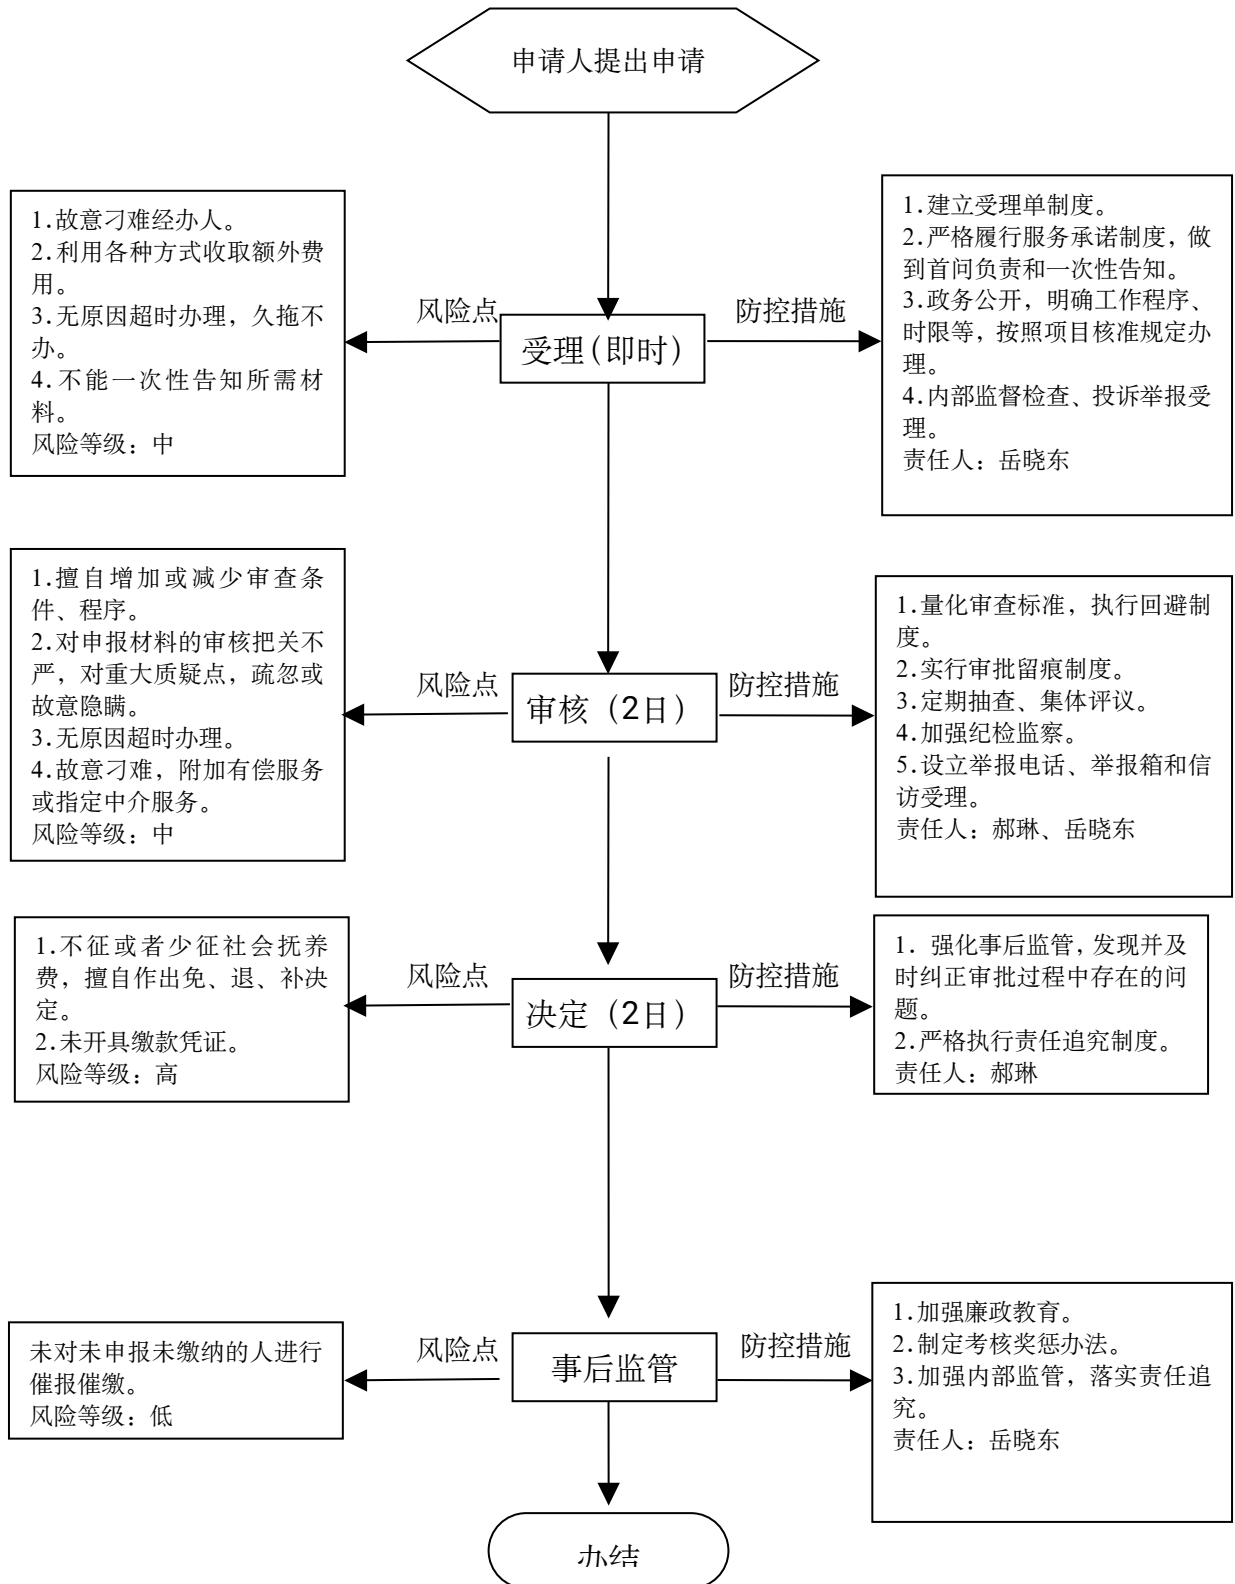 申请人提出申请
1.故意刁难经办人。
2.利用各种方式收取额外费
用。
3.无原因超时办理，久拖不
办。
4.不能一次性告知所需材
料。
风险等级：中
风险点
受理(即时)
防控措施
1.建立受理单制度。
2.严格履行服务承诺制度，做
到首问负责和一次性告知。
3.政务公开，明确工作程序、
时限等，按照项目核准规定办
理。
4.内部监督检查、投诉举报受
理。
责任人：岳晓东
1.擅自增加或减少审查条
件、程序。
2.对申报材料的审核把关不
严，对重大质疑点，疏忽或
故意隐瞒。
3.无原因超时办理。
4.故意刁难，附加有偿服务
或指定中介服务。
风险等级：中
风险点
审核（2日）
防控措施
1.量化审查标准，执行回避制
度。
2.实行审批留痕制度。
3.定期抽查、集体评议。
4.加强纪检监察。
5.设立举报电话、举报箱和信
访受理。
责任人：郝琳、岳晓东
1.不征或者少征社会抚养
费，擅自作出免、退、补决
定。
2.未开具缴款凭证。
风险等级：高
风险点
决定（2日）
防控措施
1. 强化事后监管，发现并及
时纠正审批过程中存在的问
题。
2.严格执行责任追究制度。
责任人：郝琳
未对未申报未缴纳的人进行
催报催缴。
风险等级：低
风险点
事后监管
防控措施
1.加强廉政教育。
2.制定考核奖惩办法。
3.加强内部监管，落实责任追
究。
责任人：岳晓东
办结